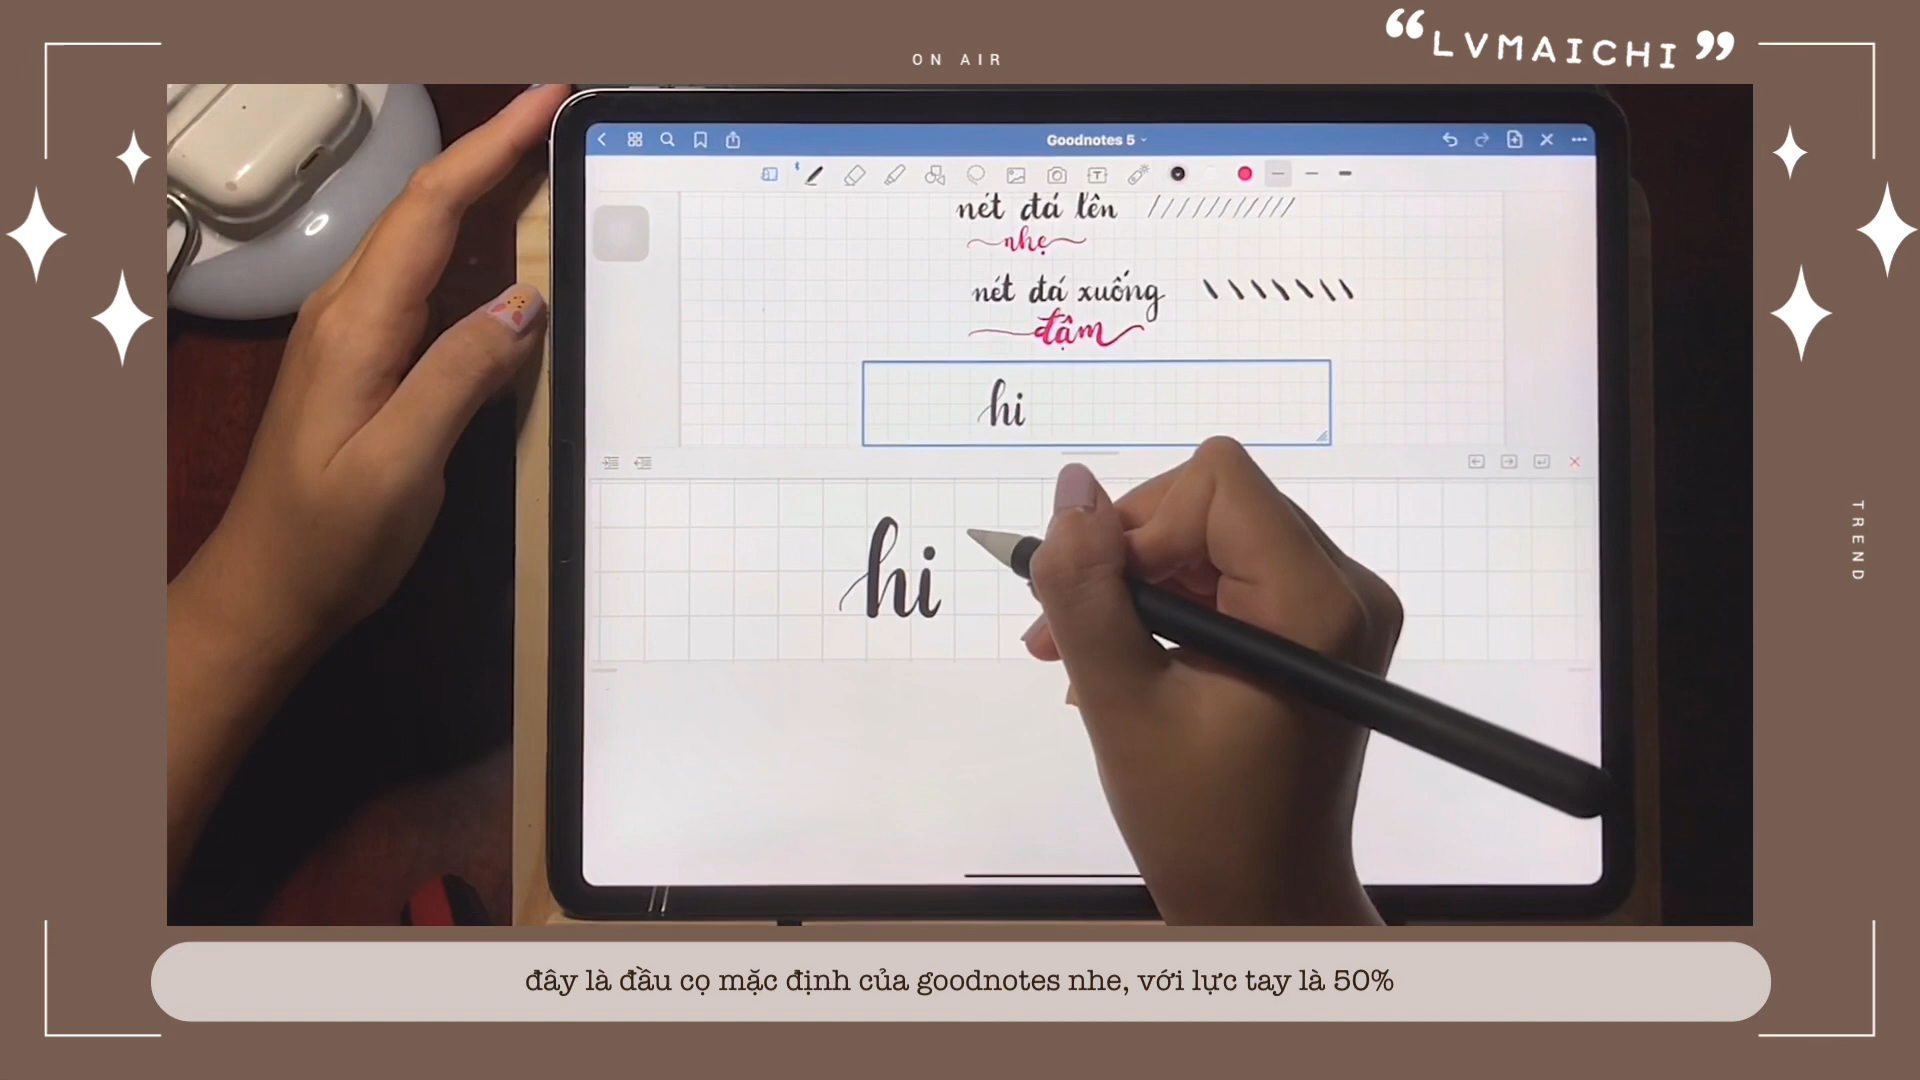 ON AIR
“LVMAICHI”
Goodnotes 5
nét đá lên
nhẹ
nét đá xuống
đậm
hi
hi
TREND
đây là đầu cọ mặc định của goodnotes nhe, với lực tay là 50%